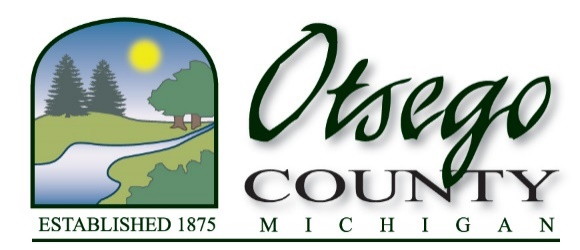 Otsego
COUNTY
ESTABLISHED 1875
MICHIGAN